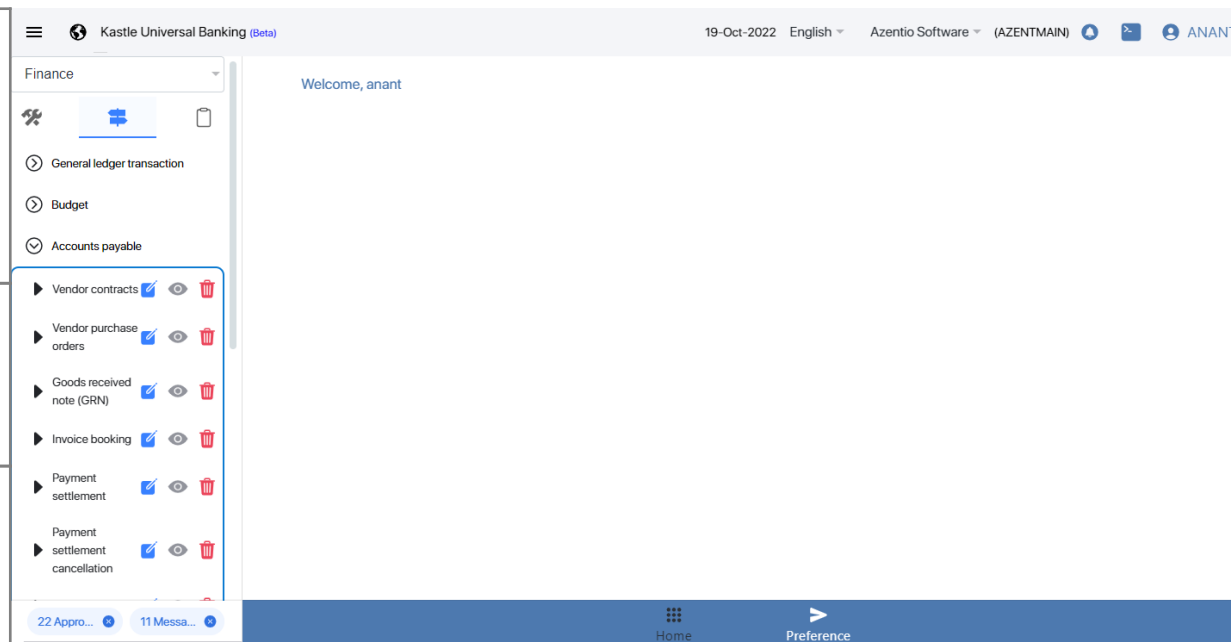 Kastle Universal Banking (Beta)
19-Oct-2022 English Azentio Software (AZENTMAIN) ANANT
Finance
Welcome, anant
General ledger transaction
Budget
Accounts payable
Vendor contracts
Vendor purchase
orders
Goods received
note (GRN)
Invoice booking
Payment
settlement
Payment
settlement
cancellation
22 Appro...
11 Messa...
Home
Preference